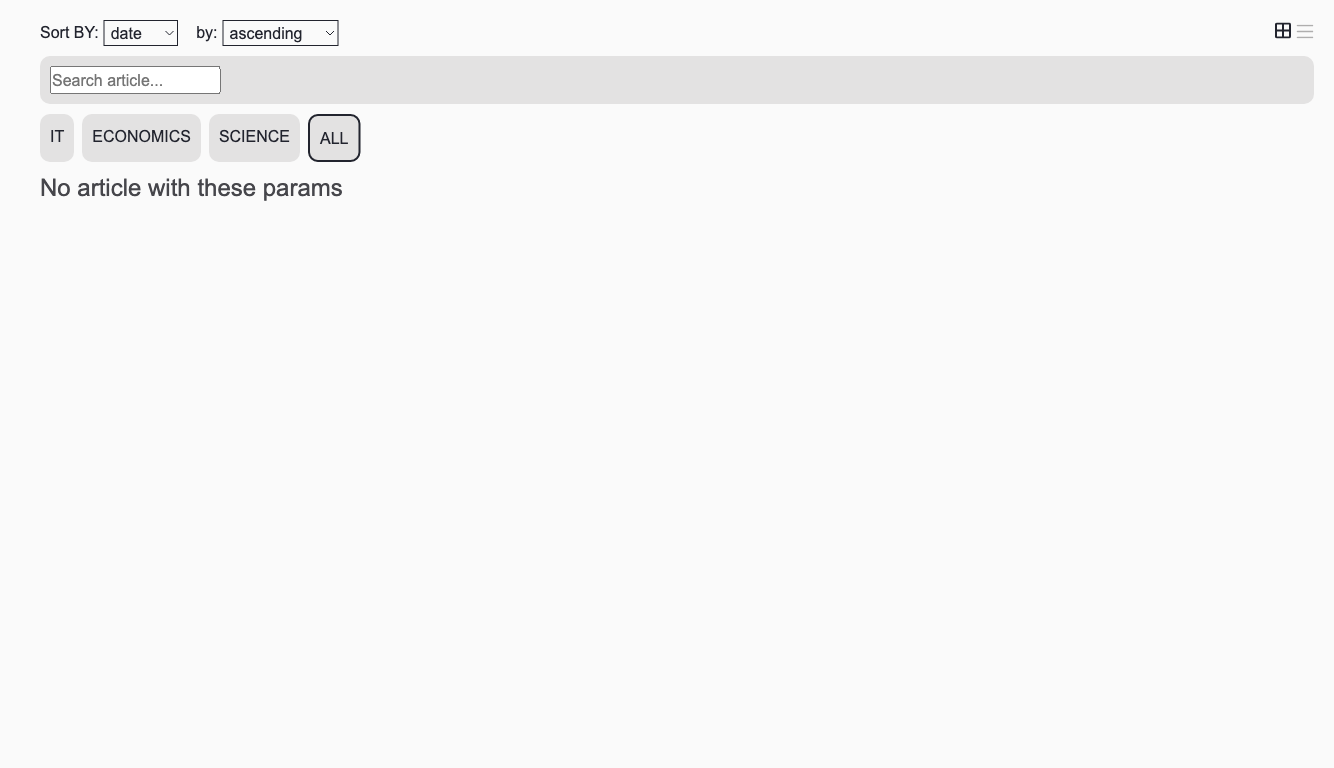 Sort BY: date by: ascending
Search article...
IT ECONOMICS SCIENCE ALL
No article with these params